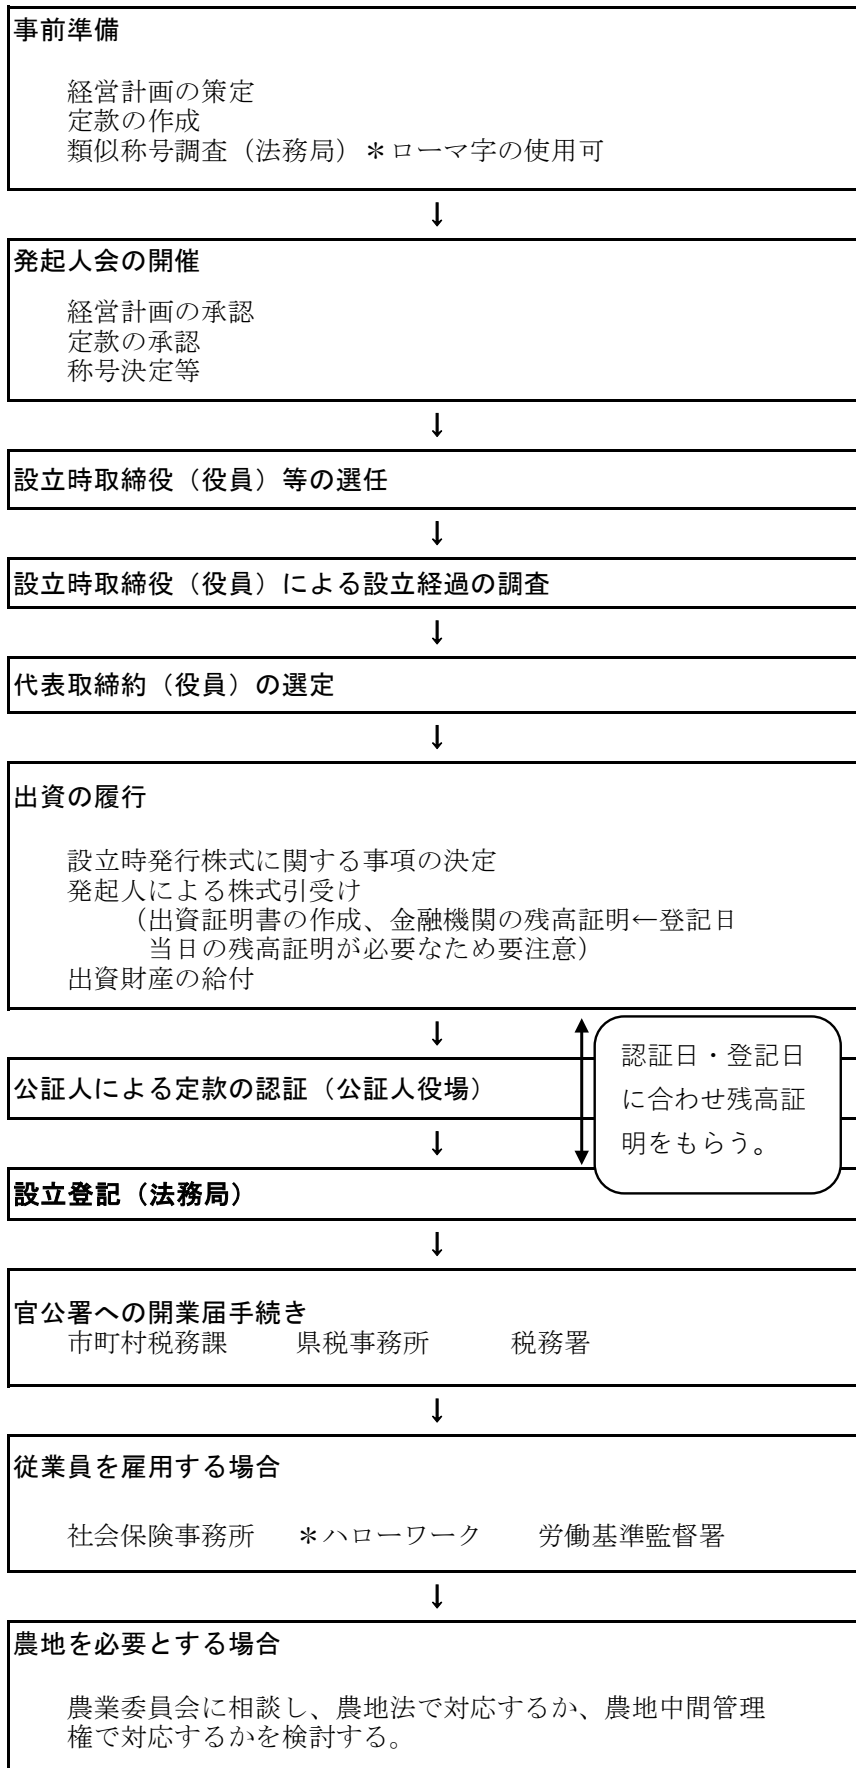 事前準備
経営計画の策定
定款の作成
類似称号調査（法務局）＊ローマ字の使用可
↓
発起人会の開催
経営計画の承認
定款の承認
称号決定等
↓
設立時取締役（役員）等の選任
↓
設立時取締役（役員）による設立経過の調査
↓
代表取締約（役員）の選定
↓
出資の履行
設立時発行株式に関する事項の決定
発起人による株式引受け
（出資証明書の作成、金融機関の残高証明←登記日
当日の残高証明が必要なため要注意）
出資財産の給付
↓
認証日・登記日
に合わせ残高証
明をもらう。
公証人による定款の認証（公証人役場）
↓
設立登記（法務局）
↓
官公署への開業届手続き
市町村税務課　県税事務所　税務署
↓
従業員を雇用する場合
社会保険事務所　＊ハローワーク　労働基準監督署
↓
農地を必要とする場合
農業委員会に相談し、農地法で対応するか、農地中間管理
権で対応するかを検討する。